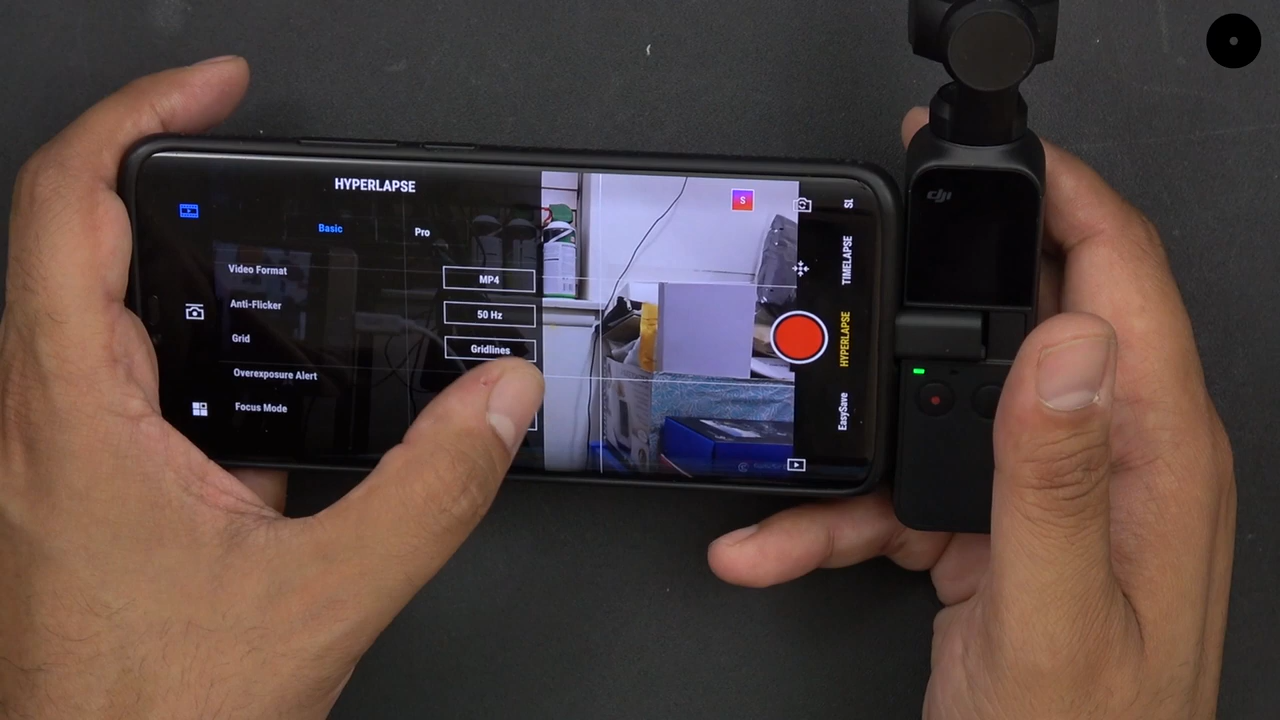 HYPERLAPSE
Basic
Pro
Video Format
MP4
Anti-Flicker
50 Hz
Grid
Gridlines
Overexposure Alert
Focus Mode
S
TIMELAPSE
HYPERLAPSE
EasySave
dji